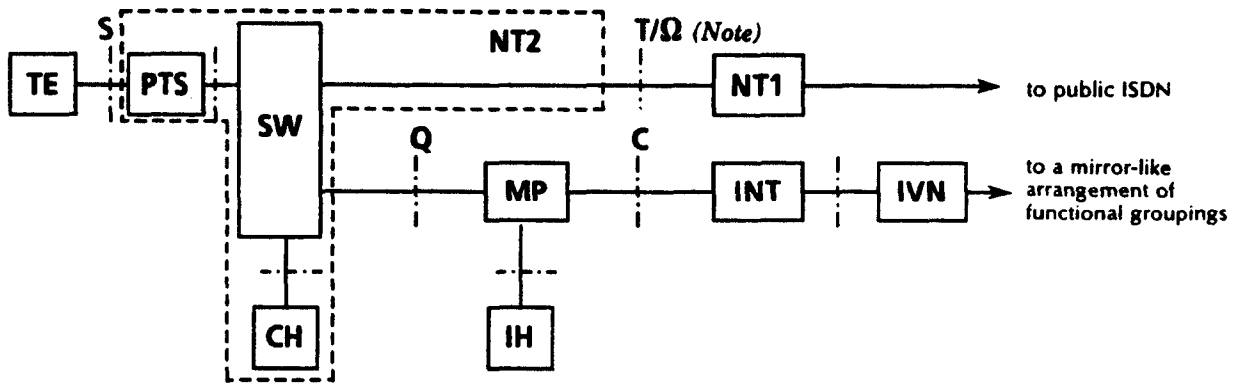 S
NT2
T/Ω (Note)
TE
PTS
SW
NT1
to public ISDN
Q
C
MP
INT
IVN
to a mirror-like
arrangement of
functional groupings
CH
IH